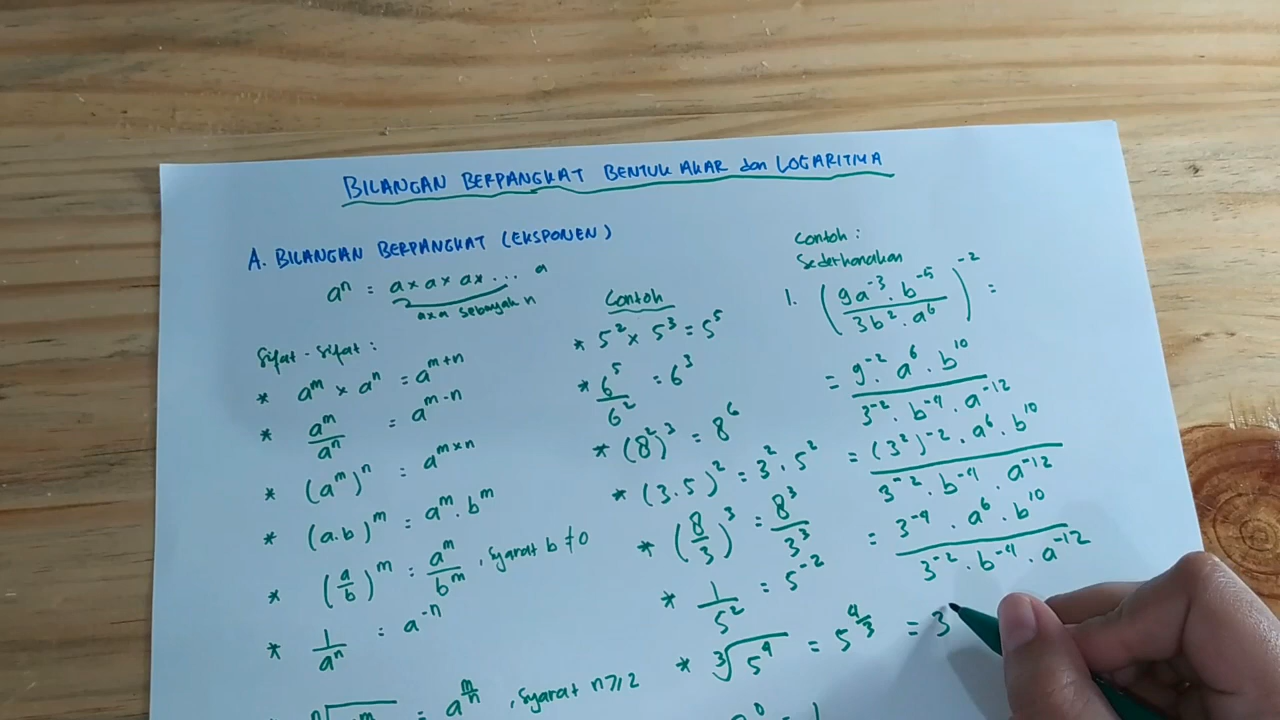 BILANGAN BERPANGKAT BENTUK AKAR dan LOGARITMA
A. BILANGAN BERPANGKAT (EKSPONEN)
aⁿ = a × a × a × ... a
axa sebanyak n
Sifat-sifat :
* aᵐ × aⁿ = aᵐ⁺ⁿ
* aᵐ/aⁿ = aᵐ⁻ⁿ
* (aᵐ)ⁿ = aᵐˣⁿ
* (a.b)ᵐ = aᵐ . bᵐ
* (a/b)ᵐ = aᵐ/bᵐ , syarat b ≠ 0
* 1/aⁿ = a⁻ⁿ
= a^(m/n) , syarat n ≥ 2
Contoh
* 5² × 5³ = 5⁵
* 6⁵/6² = 6³
* (8²)³ = 8⁶
* (3.5)² = 3² . 5²
* (8/3)³ = 8³/3³
* 1/5² = 5⁻²
* ³√5⁴ = 5^(4/3)
a⁰ = 1
Contoh :
Sederhanakan
1. (9a⁻³ . b⁻⁵ / 3b² . a⁶)⁻² =
= 9⁻² . a⁶ . b¹⁰ / 3⁻² . b⁻⁴ . a⁻¹²
= (3²)⁻² . a⁶ . b¹⁰ / 3⁻² . b⁻⁴ . a⁻¹²
= 3⁻⁴ . a⁶ . b¹⁰ / 3⁻² . b⁻⁴ . a⁻¹²
= 3